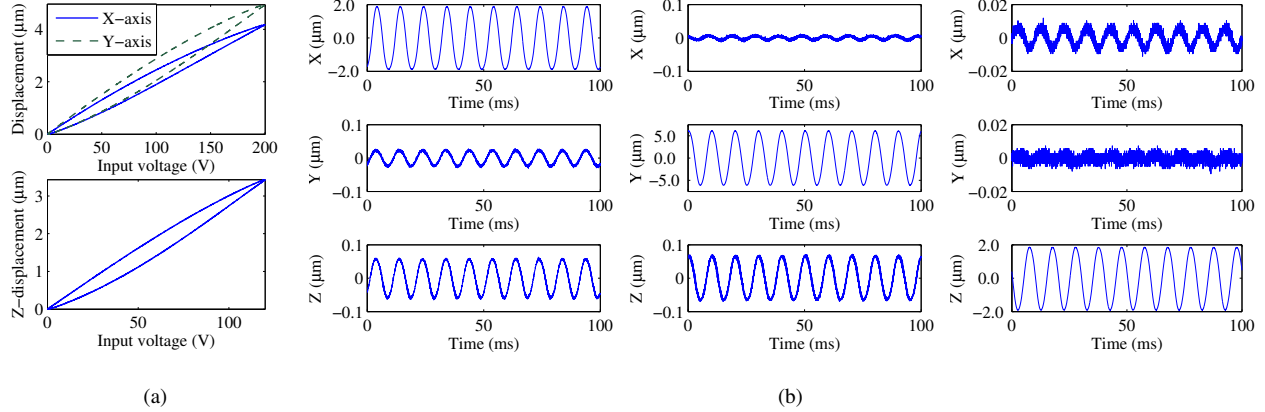 Displacement (μm)
4
2
0
X−axis
Y−axis
0 50 100 150 200
Input voltage (V)
Z−displacement (μm)
3
2
1
0
0 50 100
Input voltage (V)
(a)
X (μm)
2.0
0.0
−2.0
0 50 100
Time (ms)
X (μm)
0.1
0
−0.1
0 50 100
Time (ms)
X (μm)
0.02
0
−0.02
0 50 100
Time (ms)
Y (μm)
0.1
0
−0.1
0 50 100
Time (ms)
Y (μm)
5.0
0.0
−5.0
0 50 100
Time (ms)
Y (μm)
0.02
0
−0.02
0 50 100
Time (ms)
Z (μm)
0.1
0
−0.1
0 50 100
Time (ms)
Z (μm)
0.1
0
−0.1
0 50 100
Time (ms)
Z (μm)
2.0
0.0
−2.0
0 50 100
Time (ms)
(b)